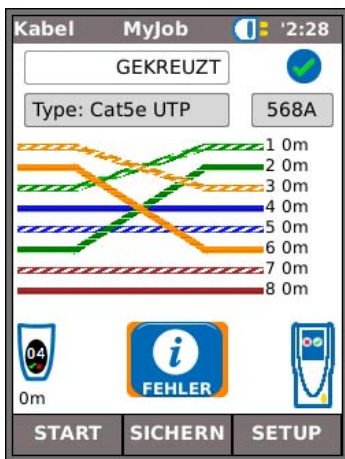 Kabel MyJob '2:28
GEKREUZT
Type: Cat5e UTP 568A
1 0m
2 0m
3 0m
4 0m
5 0m
6 0m
7 0m
8 0m
04
i
FEHLER
0m
START SICHERN SETUP